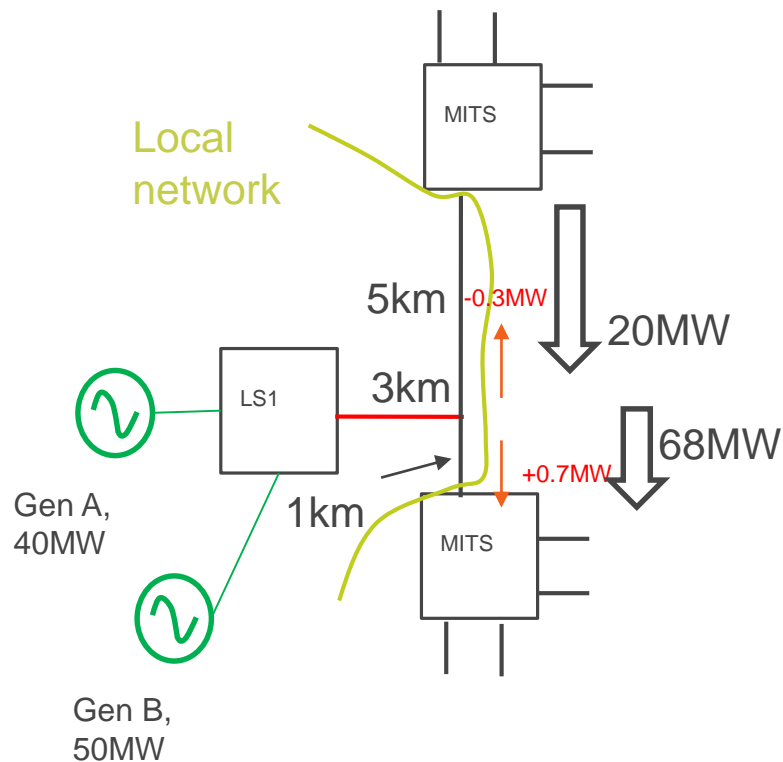 MITS
Local
network
5km
-0.3MW
20MW
LS1
3km
68MW
+0.7MW
1km
Gen A,
40MW
MITS
Gen B,
50MW